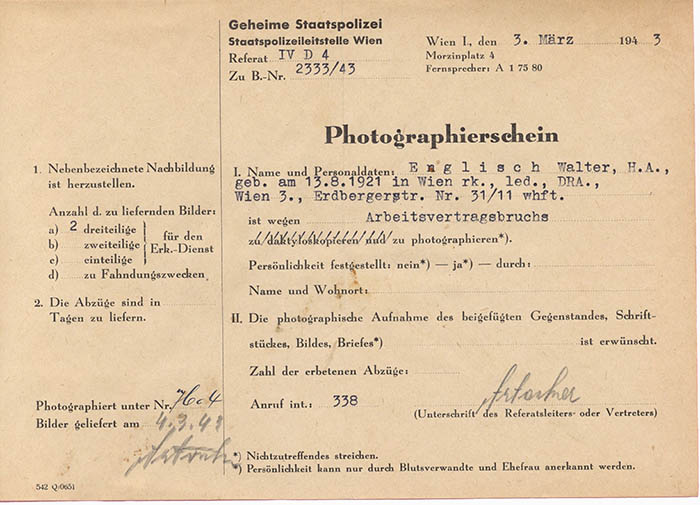 Geheime Staatspolizei
Staatspolizeileitstelle Wien
Referat IV D 4
Zu B.-Nr. 2333/43
Wien I., den 3. März 1943
Morzinplatz 4
Fernsprecher: A 1 75 80
Photographierschein
1. Nebenbezeichnete Nachbildung
ist herzustellen.
Anzahl d. zu liefernden Bilder:
a) 2 dreiteilige
b) zweiteilige
c) einteilige
für den
Erk.-Dienst
d) zu Fahndungszwecken
2. Die Abzüge sind in
Tagen zu liefern.
Photographiert unter Nr.
Bilder geliefert am 4.3.43
I. Name und Personaldaten: Englisch Walter, H.A.,
geb. am 13.8.1921 in Wien rk., led., DRA.,
Wien 3., Erdbergerstr. Nr. 31/11 whft.
ist wegen Arbeitsvertragsbruchs
zu daktyloskopieren und zu photographieren*).
Persönlichkeit festgestellt: nein*) — ja*) — durch:
Name und Wohnort:
II. Die photographische Aufnahme des beigefügten Gegenstandes, Schrift-
stückes, Bildes, Briefes*) ist erwünscht.
Zahl der erbetenen Abzüge:
Anruf int.: 338
(Unterschrift des Referatsleiters oder Vertreters)
*) Nichtzutreffendes streichen.
*) Persönlichkeit kann nur durch Blutsverwandte und Ehefrau anerkannt werden.
542 Q/0651